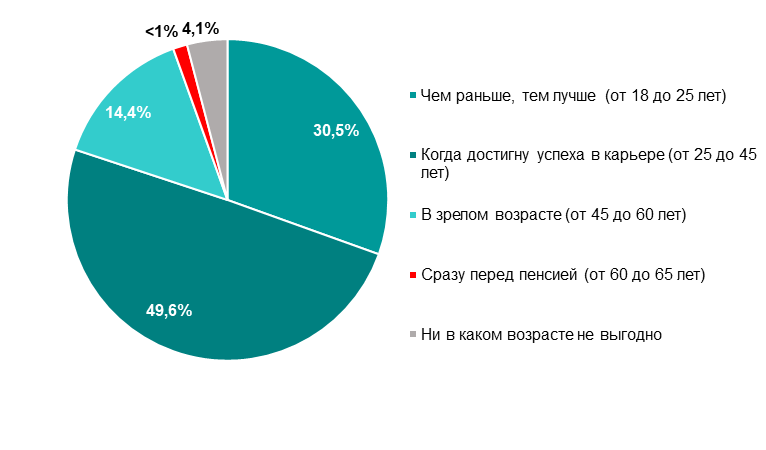 <1% 4,1%
30,5%
14,4%
49,6%
Чем раньше, тем лучше (от 18 до 25 лет)
Когда достигну успеха в карьере (от 25 до 45
лет)
В зрелом возрасте (от 45 до 60 лет)
Сразу перед пенсией (от 60 до 65 лет)
Ни в каком возрасте не выгодно